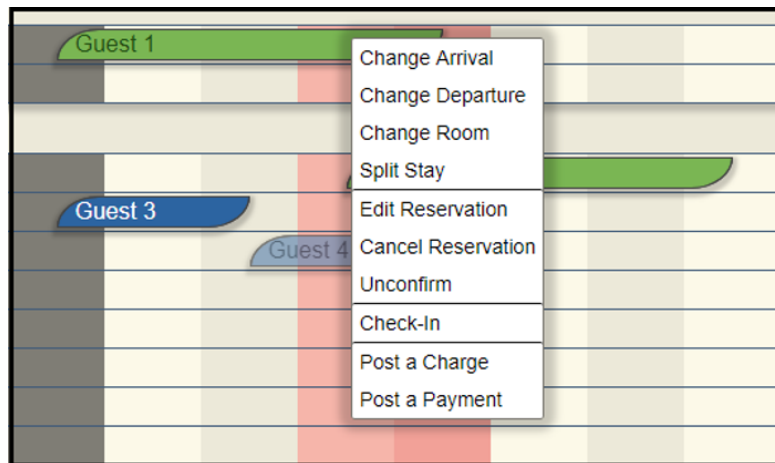 Guest 1
Change Arrival
Change Departure
Change Room
Split Stay
Guest 3
Edit Reservation
Guest 4
Cancel Reservation
Unconfirm
Check-In
Post a Charge
Post a Payment